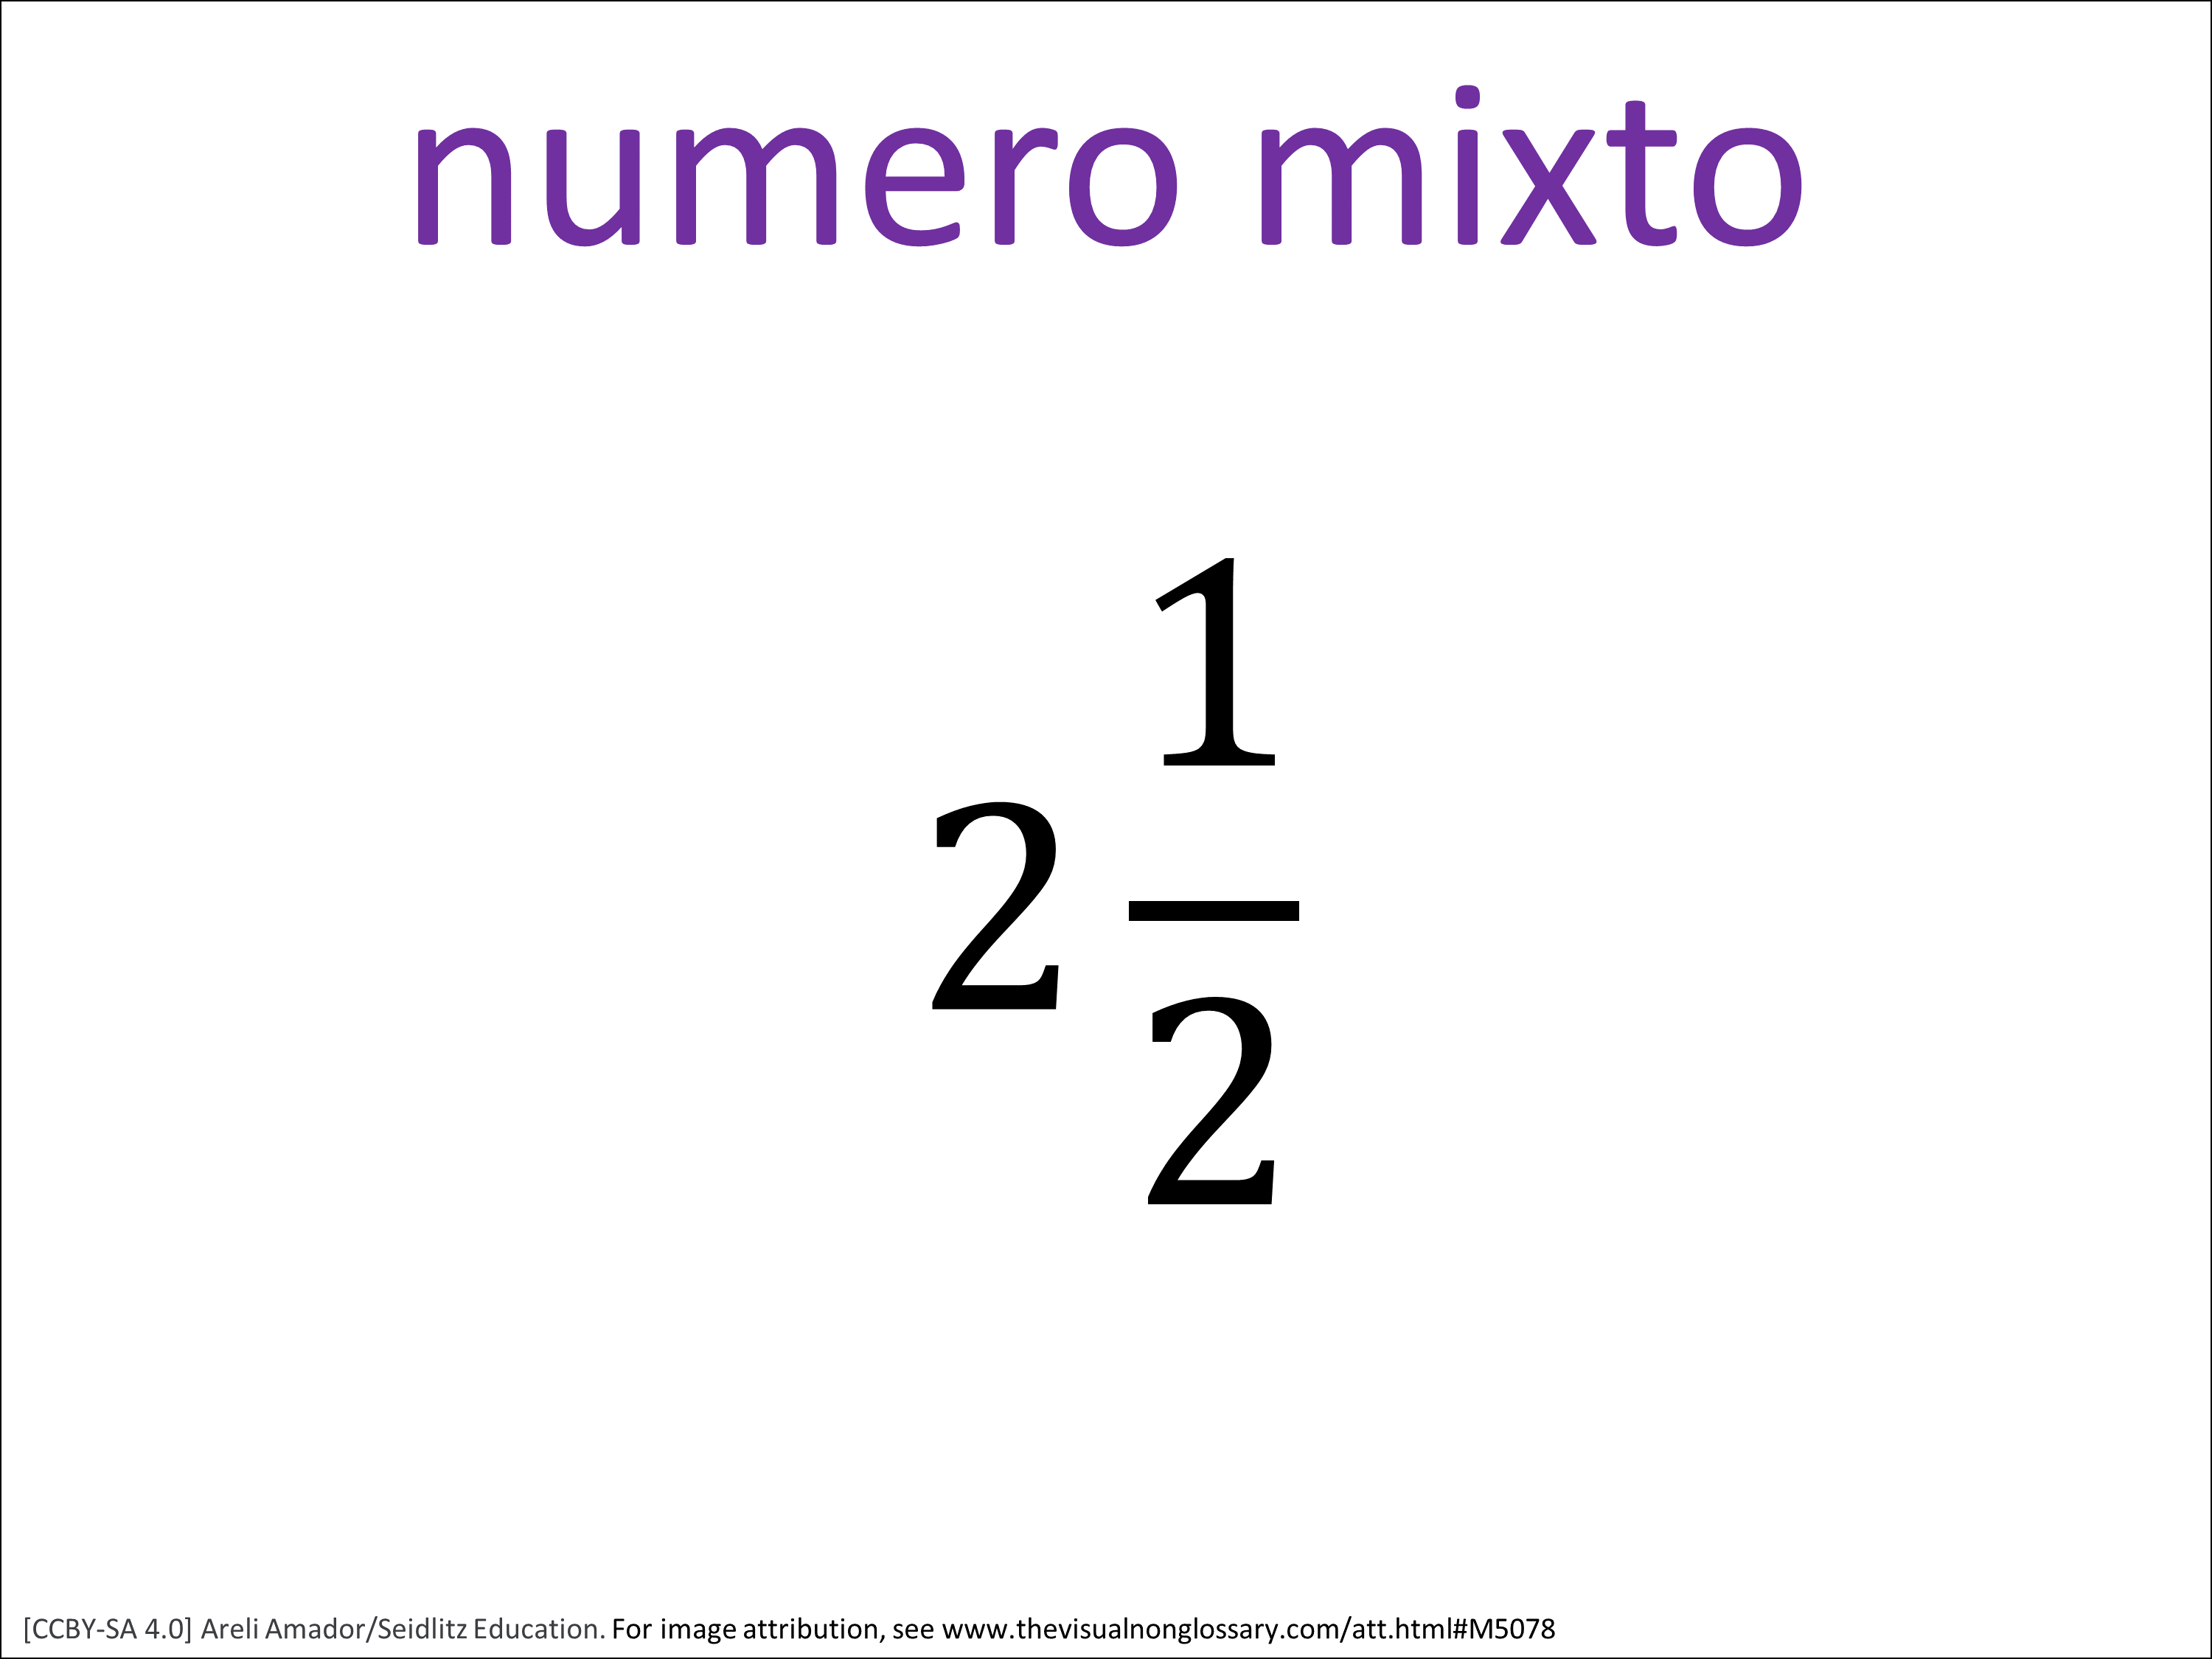 numero mixto
2 1/2
[CCBY-SA 4.0] Areli Amador/Seidlitz Education. For image attribution, see www.thevisualnonglossary.com/att.html#M5078